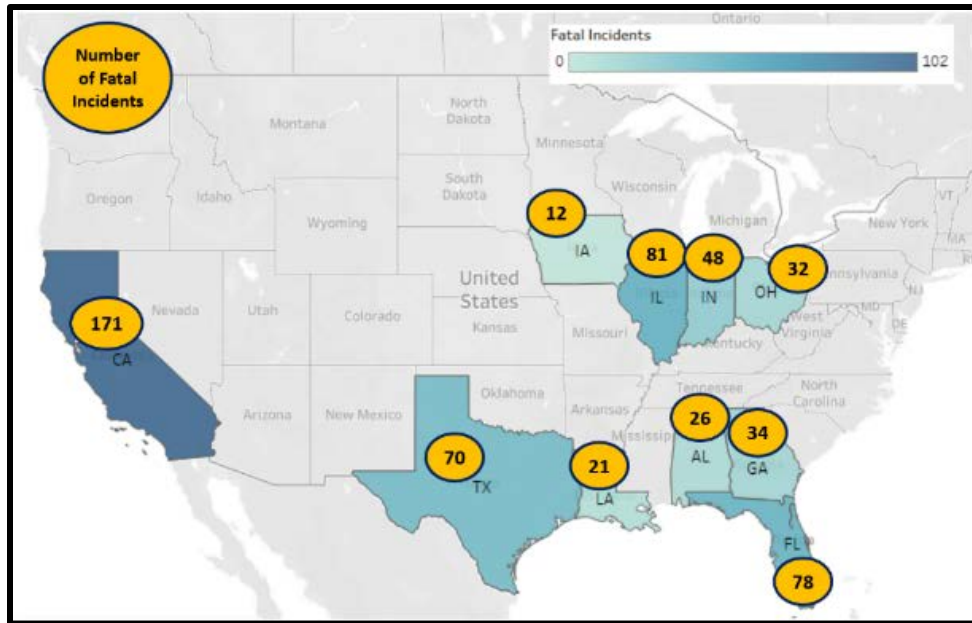 Number
of Fatal
Incidents
Fatal Incidents
0
102
Ontario
North
Dakota
Montana
Minnesota
Oregon
Idaho
South
Dakota
Wisconsin
Wyoming
Michigan
New York
VT
MA
12
IA
81
48
32
IL
IN
OH
Pennsylvania
NJ
MD
DE
United
States
Nevada
Utah
Colorado
Kansas
Missouri
West
Virginia
Kentucky
171
CA
Arizona
New Mexico
Oklahoma
Arkansas
Tennessee
North
Carolina
Mississip
26
34
AL
GA
70
TX
21
LA
FL
78